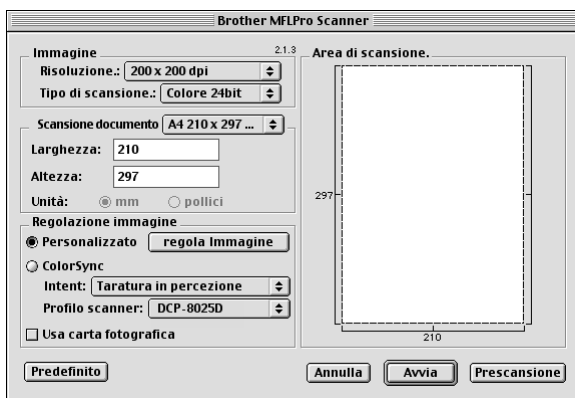 Brother MFLPro Scanner
2.1.3
Immagine
Risoluzione.: 200 x 200 dpi
Tipo di scansione.: Colore 24bit
Scansione documento A4 210 x 297 ...
Larghezza: 210
Altezza: 297
Unità: mm pollici
Regolazione immagine
Personalizzato regola Immagine
ColorSync
Intent: Taratura in percezione
Profilo scanner: DCP-8025D
Usa carta fotografica
Area di scansione.
297
210
Predefinito Annulla Avvia Prescansione